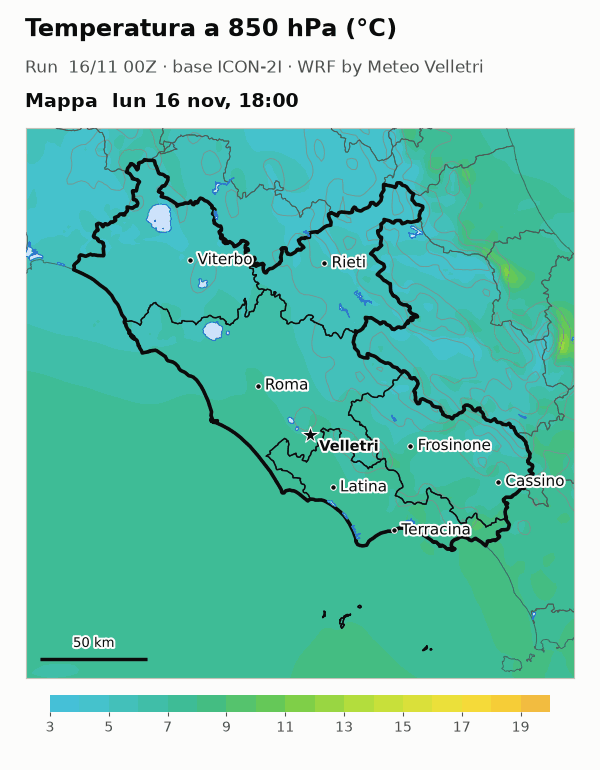 Temperatura a 850 hPa (°C)
Run  16/11 00Z · base ICON-2I · WRF by Meteo Velletri
Mappa  lun 16 nov, 18:00
Viterbo
Rieti
Roma
Velletri
Frosinone
Cassino
Latina
Terracina
50 km
3 5 7 9 11 13 15 17 19